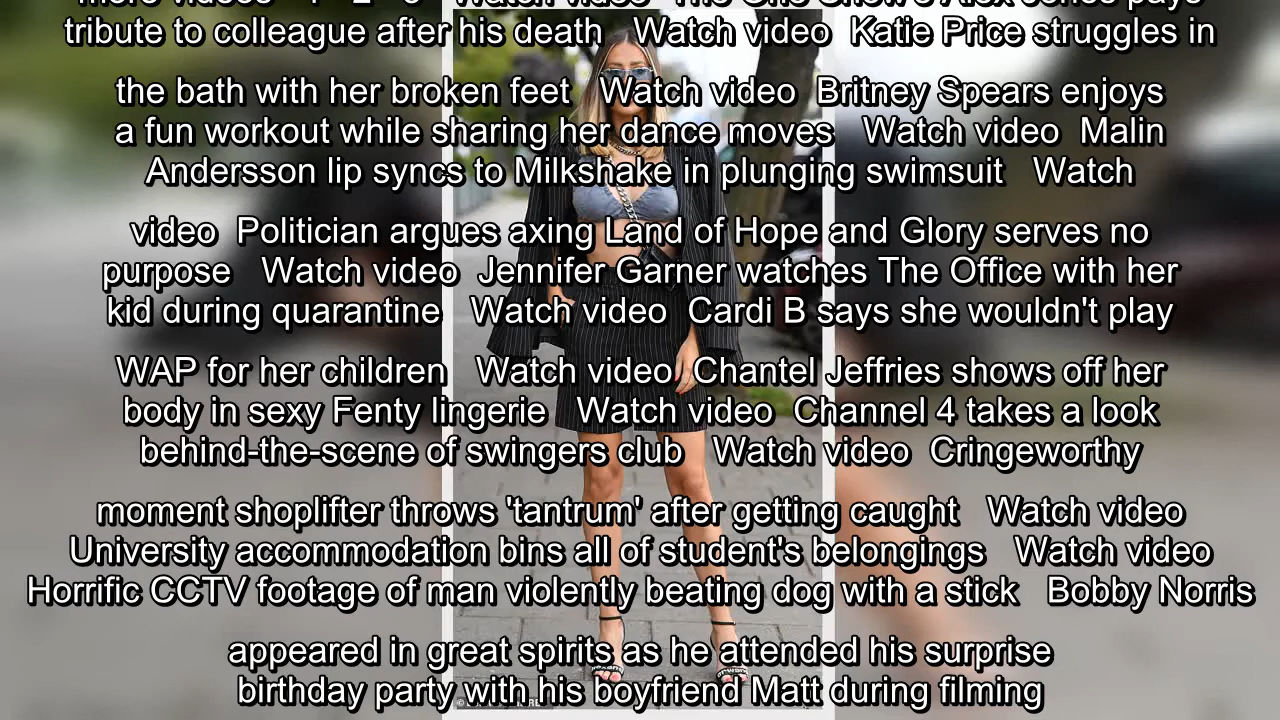 tribute to colleague after his death Watch video Katie Price struggles in
the bath with her broken feet Watch video Britney Spears enjoys
a fun workout while sharing her dance moves Watch video Malin
Andersson lip syncs to Milkshake in plunging swimsuit Watch
video Politician argues axing Land of Hope and Glory serves no
purpose Watch video Jennifer Garner watches The Office with her
kid during quarantine Watch video Cardi B says she wouldn't play
WAP for her children Watch video Chantel Jeffries shows off her
body in sexy Fenty lingerie Watch video Channel 4 takes a look
behind-the-scene of swingers club Watch video Cringeworthy
moment shoplifter throws 'tantrum' after getting caught Watch video
University accommodation bins all of student's belongings Watch video
Horrific CCTV footage of man violently beating dog with a stick Bobby Norris
appeared in great spirits as he attended his surprise
birthday party with his boyfriend Matt during filming